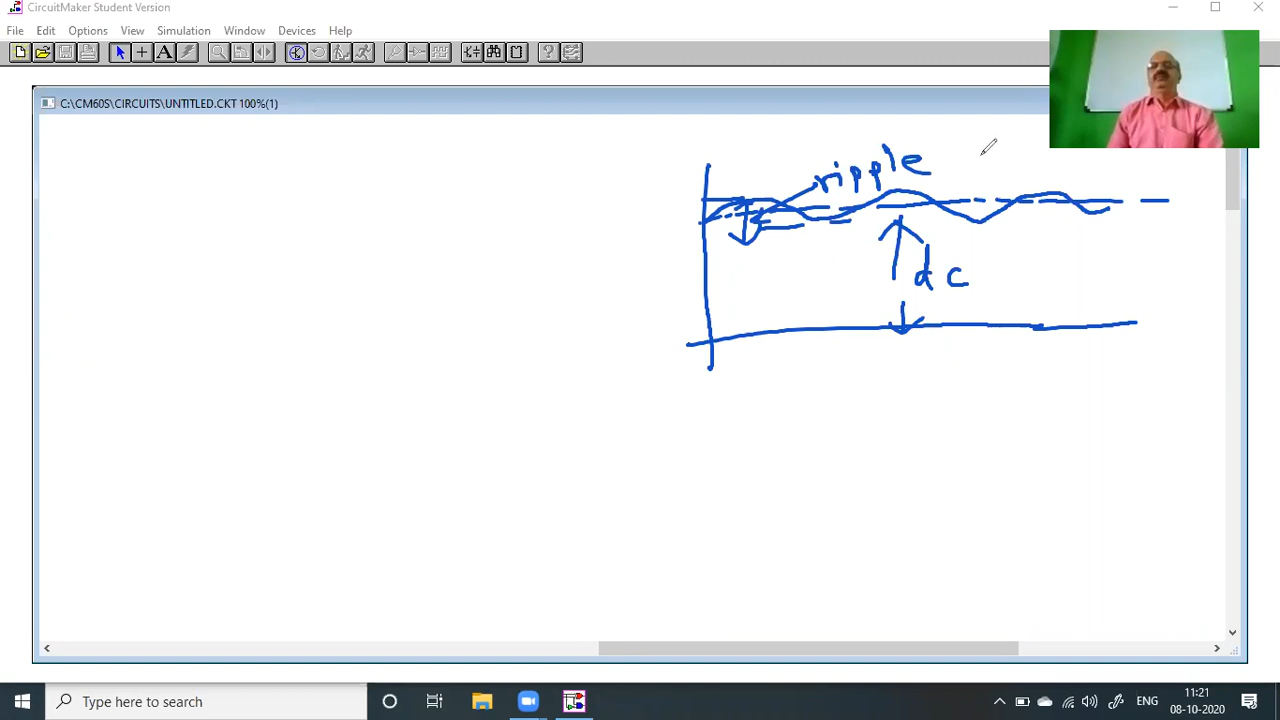 CircuitMaker Student Version
File Edit Options View Simulation Window Devices Help
C:\CM60S\CIRCUITS\UNTITLED.CKT 100%(1)
ripple
dc
Type here to search
ENG
11:21
08-10-2020